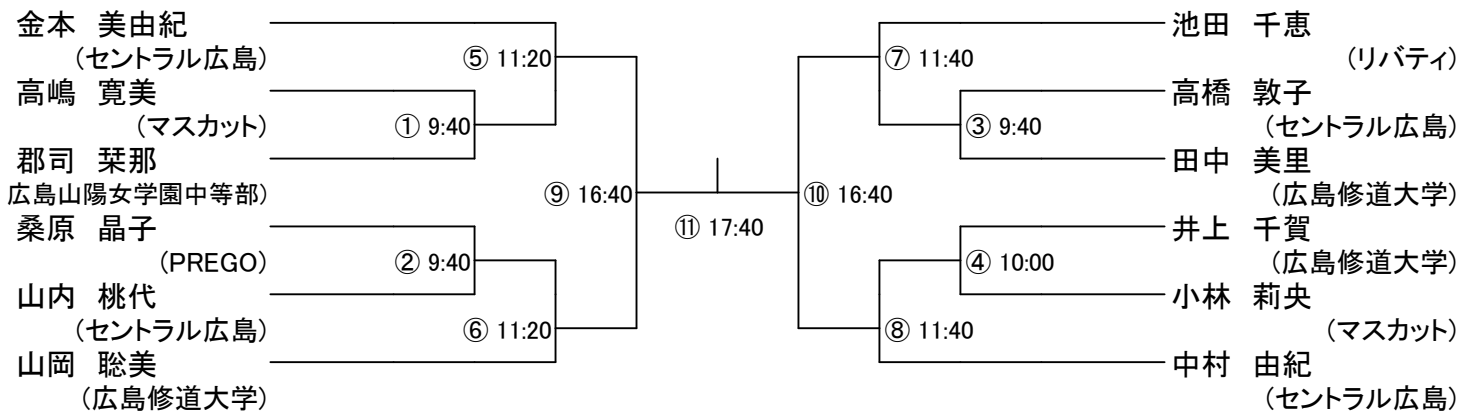 金本 美由紀
(セントラル広島)
⑤ 11:20
高嶋 寛美
(マスカット)
① 9:40
郡司 栞那
広島山陽女学園中等部)
⑨ 16:40
桑原 晶子
(PREGO)
② 9:40
山内 桃代
(セントラル広島)
⑥ 11:20
山岡 聡美
(広島修道大学)
⑪ 17:40
池田 千恵
⑦ 11:40
(リバティ)
高橋 敦子
③ 9:40
(セントラル広島)
田中 美里
⑩ 16:40
(広島修道大学)
井上 千賀
④ 10:00
(広島修道大学)
小林 莉央
⑧ 11:40
(マスカット)
中村 由紀
(セントラル広島)